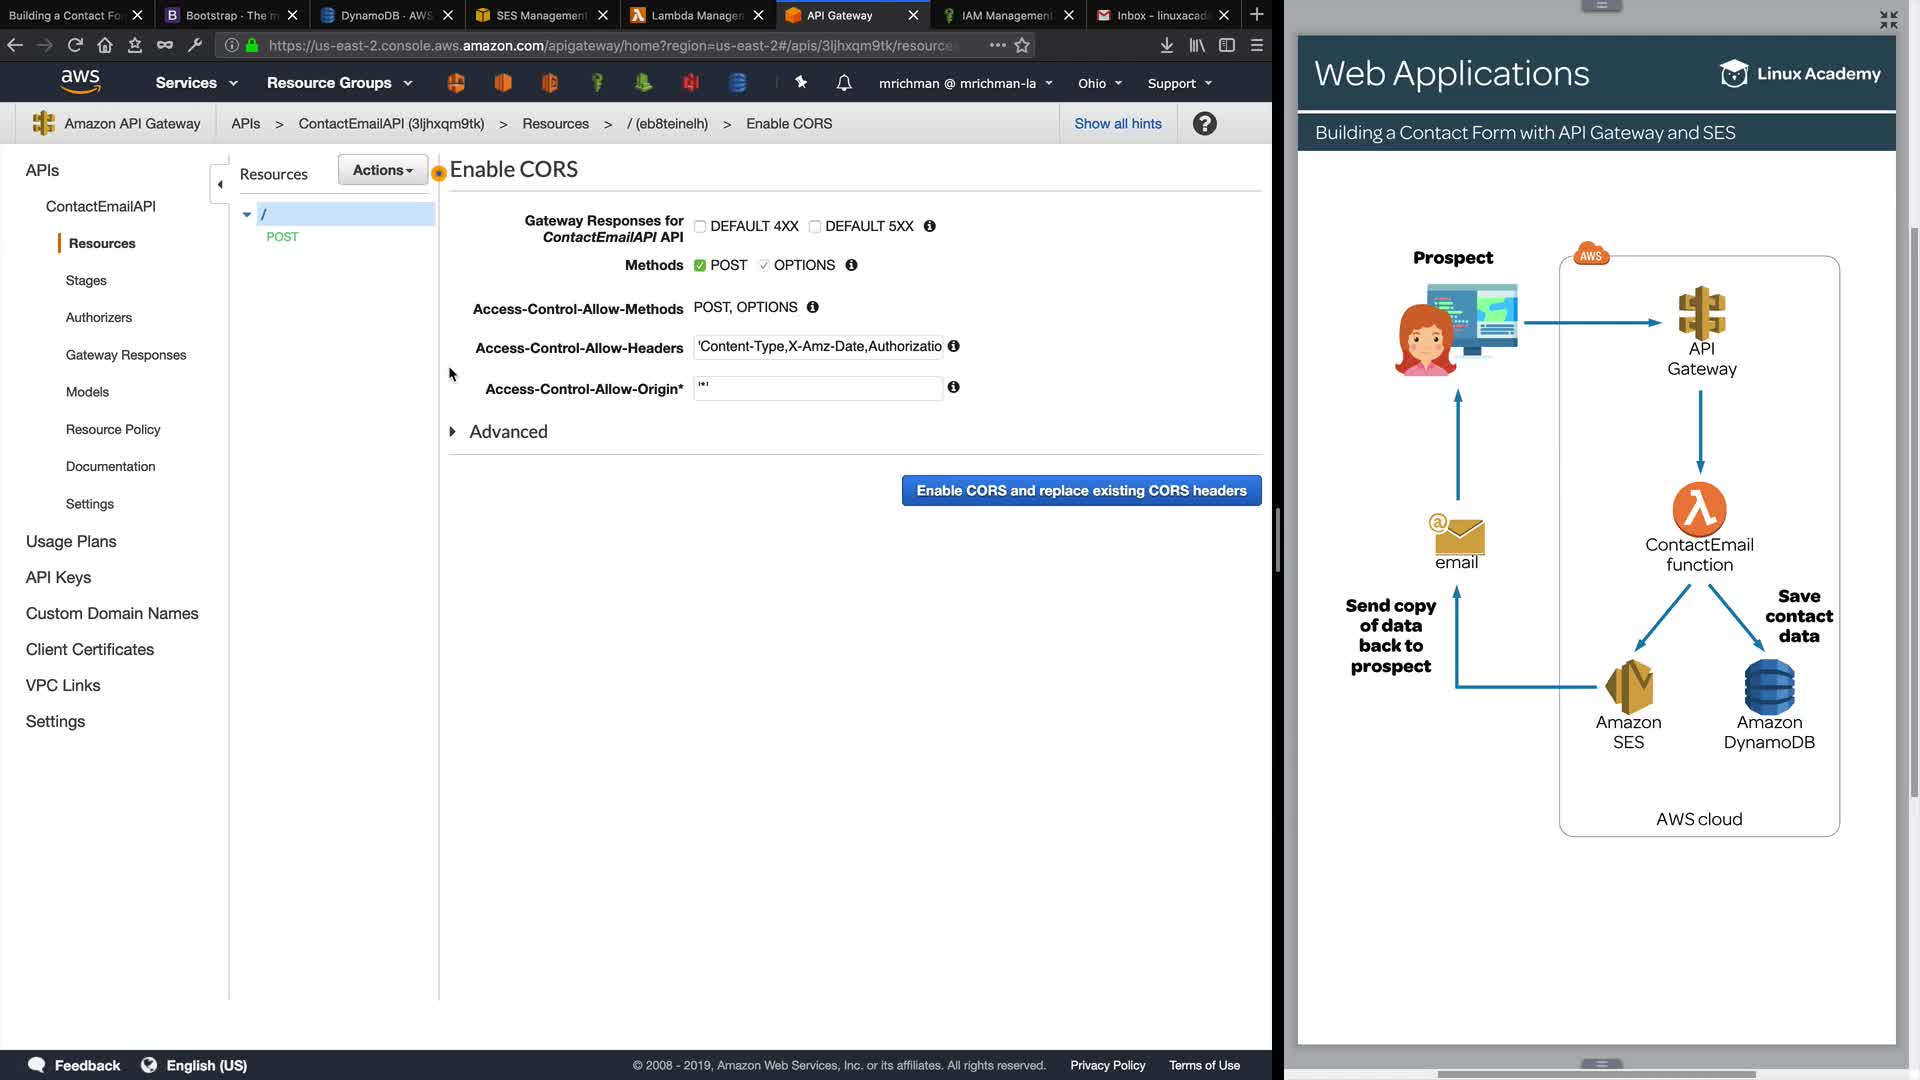 Building a Contact For
Bootstrap · The m
DynamoDB · AWS
SES Management
Lambda Manager
API Gateway
IAM Management
Inbox - linuxacad
https://us-east-2.console.aws.amazon.com/apigateway/home?region=us-east-2#/apis/3ljhxqm9tk/resource
aws
Services
Resource Groups
mrichman @ mrichman-la
Ohio
Support
Amazon API Gateway
APIs > ContactEmailAPI (3ljhxqm9tk) > Resources > / (eb8teinelh) > Enable CORS
Show all hints
APIs
ContactEmailAPI
Resources
Stages
Authorizers
Gateway Responses
Models
Resource Policy
Documentation
Settings
Usage Plans
API Keys
Custom Domain Names
Client Certificates
VPC Links
Settings
Resources
Actions
/
POST
Enable CORS
Gateway Responses for
ContactEmailAPI API
DEFAULT 4XX
DEFAULT 5XX
Methods
POST
OPTIONS
Access-Control-Allow-Methods
POST, OPTIONS
Access-Control-Allow-Headers
'Content-Type,X-Amz-Date,Authorizatio
Access-Control-Allow-Origin*
'*'
Advanced
Enable CORS and replace existing CORS headers
Feedback
English (US)
© 2008 - 2019, Amazon Web Services, Inc. or its affiliates. All rights reserved.
Privacy Policy
Terms of Use
Web Applications
Linux Academy
Building a Contact Form with API Gateway and SES
Prospect
AWS
API
Gateway
ContactEmail
function
email
Send copy
of data
back to
prospect
Save
contact
data
Amazon
SES
Amazon
DynamoDB
AWS cloud